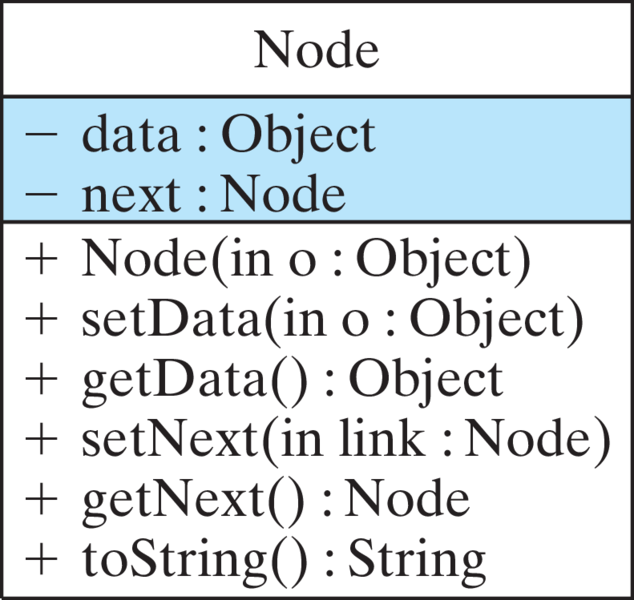 Node
− data : Object
− next : Node
+ Node(in o : Object)
+ setData(in o : Object)
+ getData() : Object
+ setNext(in link : Node)
+ getNext() : Node
+ toString() : String